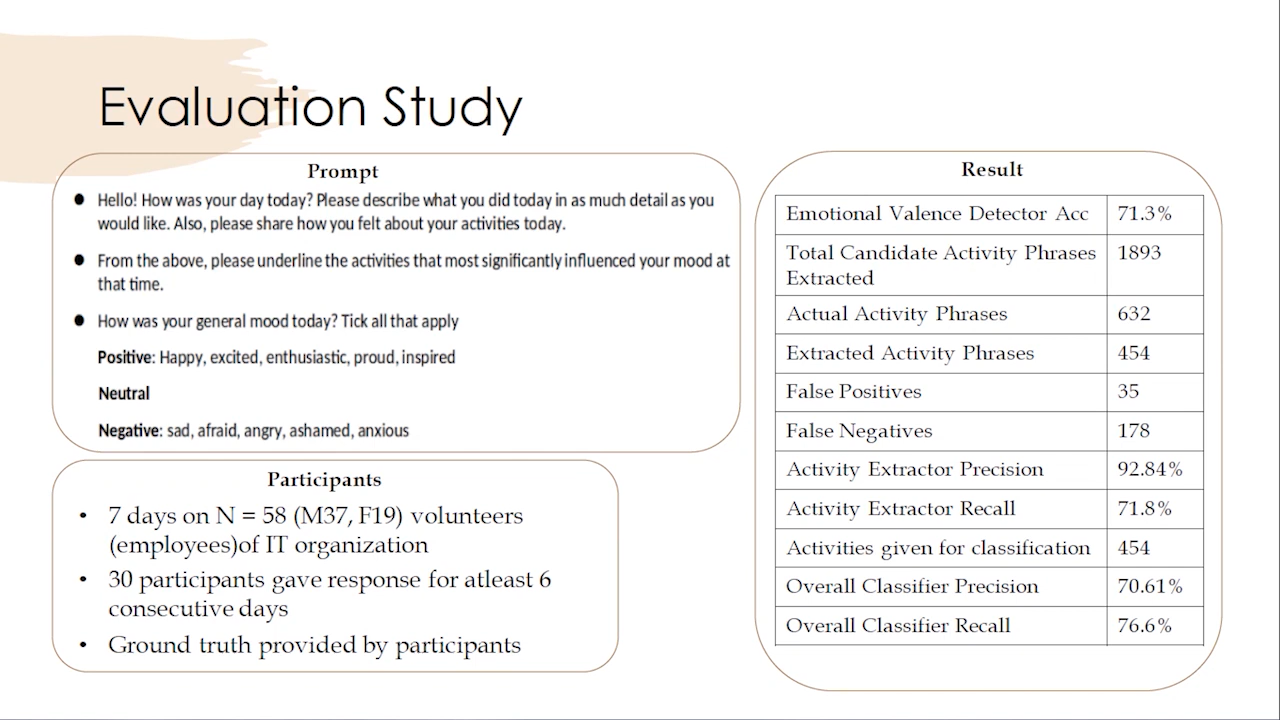 Evaluation Study
Prompt
● Hello! How was your day today? Please describe what you did today in as much detail as you
would like. Also, please share how you felt about your activities today.
● From the above, please underline the activities that most significantly influenced your mood at
that time.
● How was your general mood today? Tick all that apply
Positive: Happy, excited, enthusiastic, proud, inspired
Neutral
Negative: sad, afraid, angry, ashamed, anxious
Participants
• 7 days on N = 58 (M37, F19) volunteers
(employees)of IT organization
• 30 participants gave response for atleast 6
consecutive days
• Ground truth provided by participants
Result
Emotional Valence Detector Acc 71.3%
Total Candidate Activity Phrases 1893
Extracted
Actual Activity Phrases 632
Extracted Activity Phrases 454
False Positives 35
False Negatives 178
Activity Extractor Precision 92.84%
Activity Extractor Recall 71.8%
Activities given for classification 454
Overall Classifier Precision 70.61%
Overall Classifier Recall 76.6%